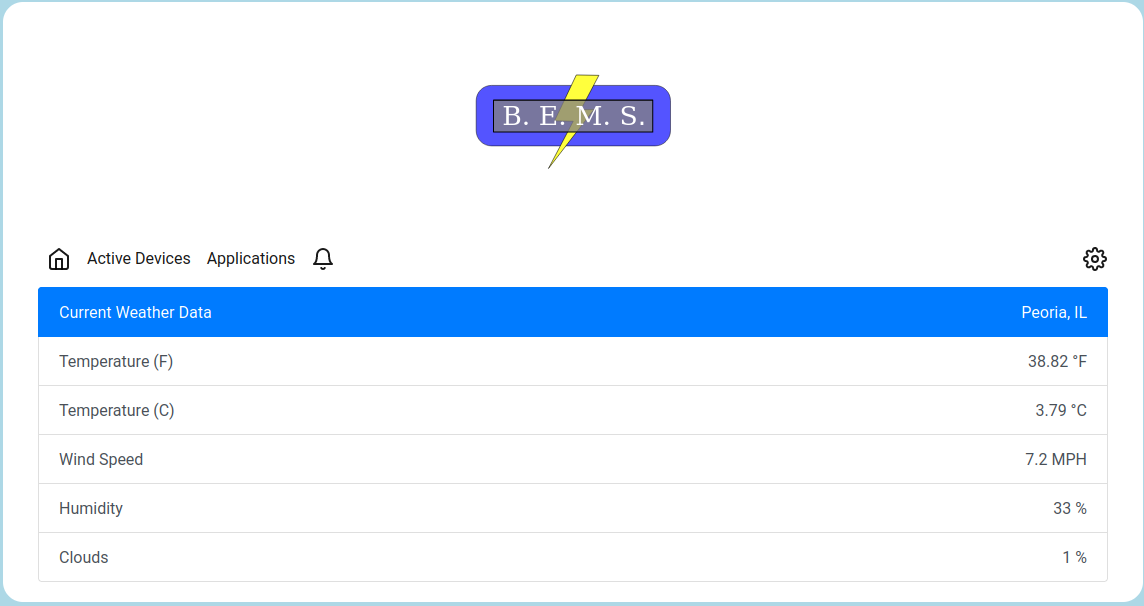 B. E. M. S.
Active Devices Applications
Current Weather Data Peoria, IL
Temperature (F) 38.82 °F
Temperature (C) 3.79 °C
Wind Speed 7.2 MPH
Humidity 33 %
Clouds 1 %